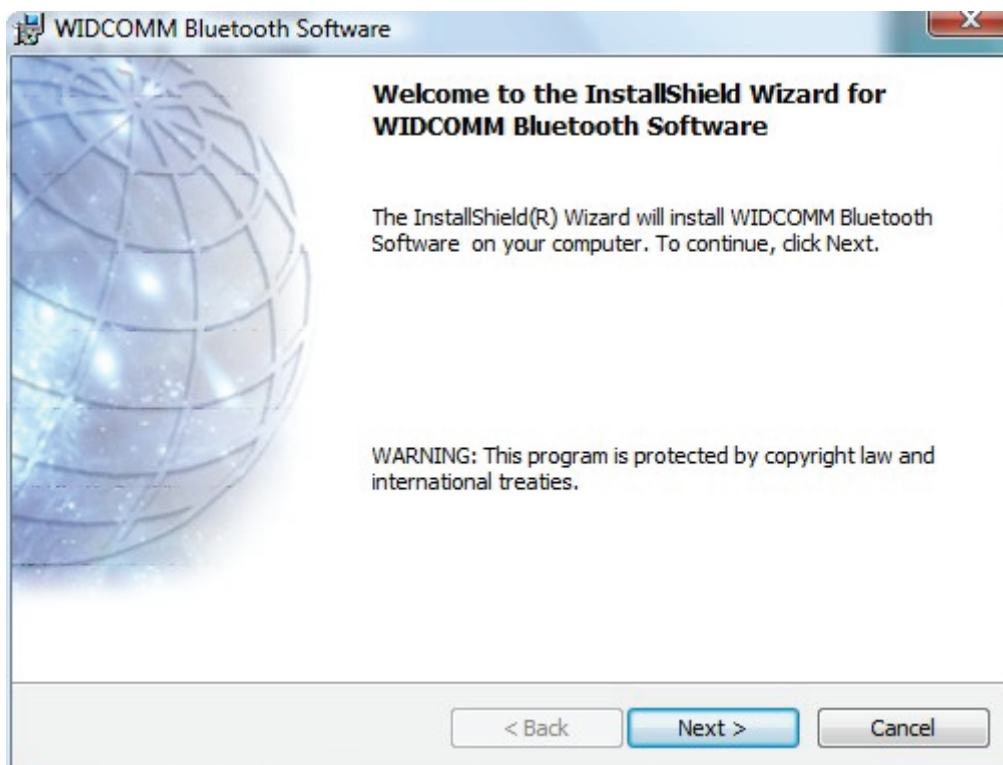 WIDCOMM Bluetooth Software
X
Welcome to the InstallShield Wizard for
WIDCOMM Bluetooth Software
The InstallShield(R) Wizard will install WIDCOMM Bluetooth
Software on your computer. To continue, click Next.
WARNING: This program is protected by copyright law and
international treaties.
< Back Next > Cancel